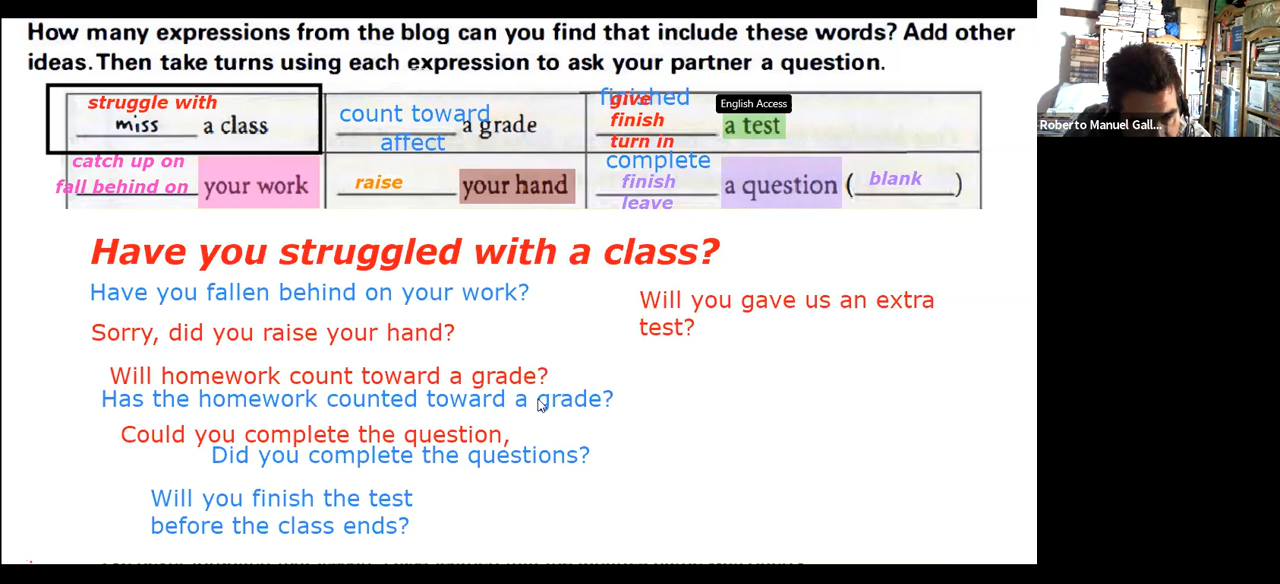 How many expressions from the blog can you find that include these words? Add other
ideas. Then take turns using each expression to ask your partner a question.
struggle with
miss a class
count toward
a grade
affect
finished
give
finish
turn in
a test
English Access
Roberto Manuel Gall...
catch up on
fall behind on your work
raise your hand
complete
finish
leave
a question (blank)
Have you struggled with a class?
Have you fallen behind on your work?
Will you gave us an extra
test?
Sorry, did you raise your hand?
Will homework count toward a grade?
Has the homework counted toward a grade?
Could you complete the question,
Did you complete the questions?
Will you finish the test
before the class ends?